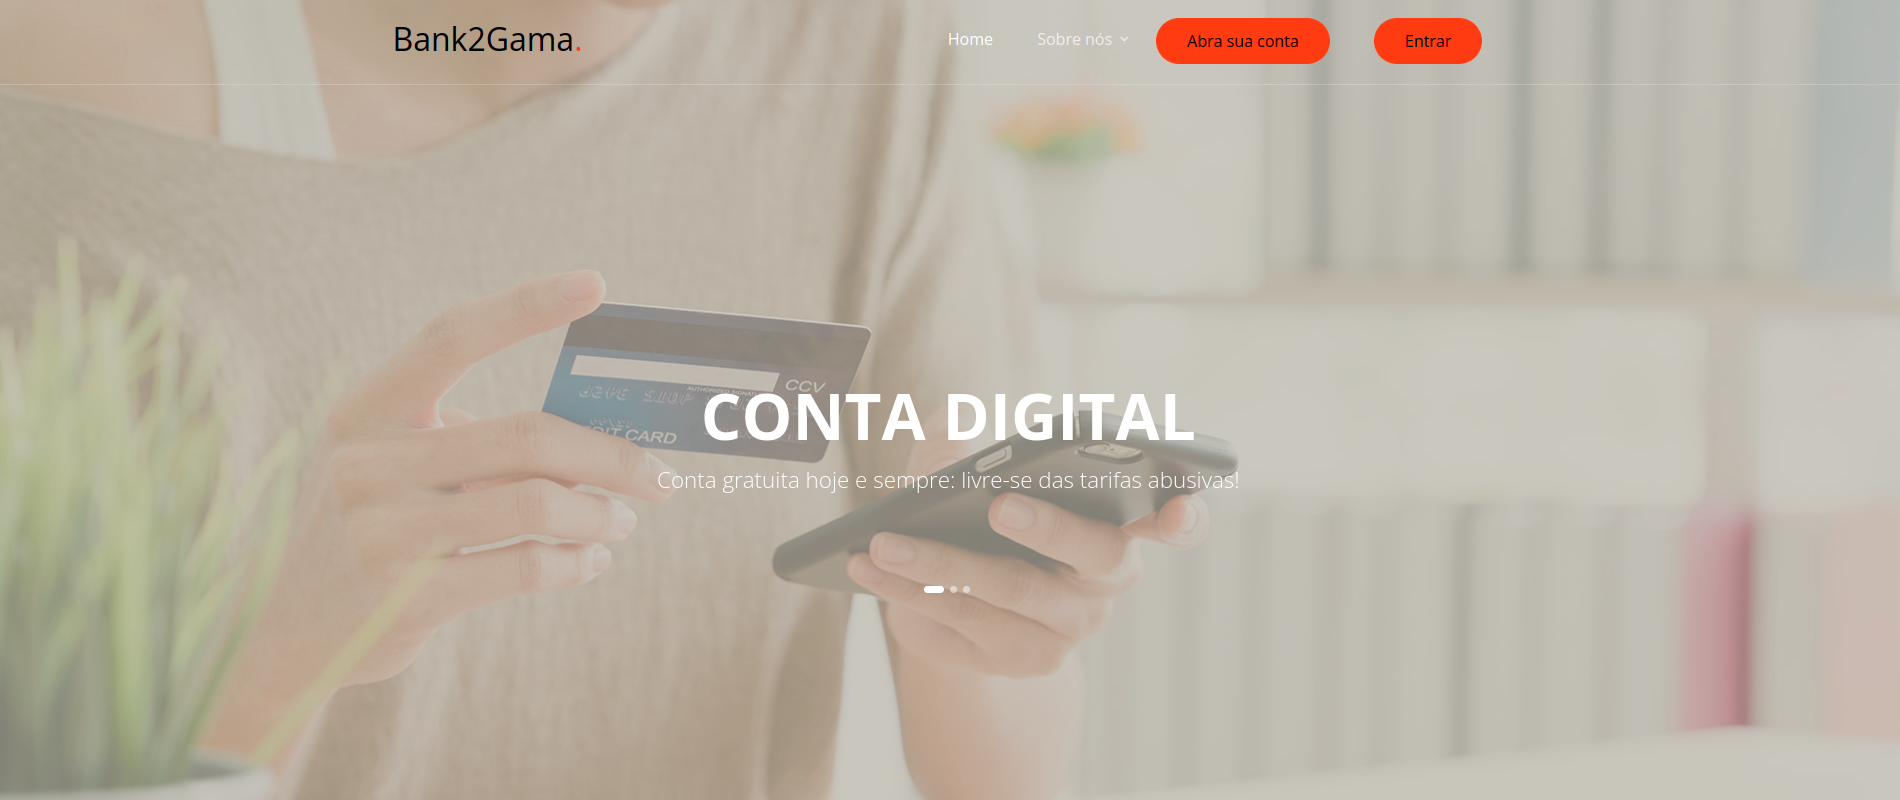 Bank2Gama.
Home
Sobre nós
Abra sua conta
Entrar
CCV
CONTA DIGITAL
CARD
Conta gratuita hoje e sempre: livre-se das tarifas abusivas!